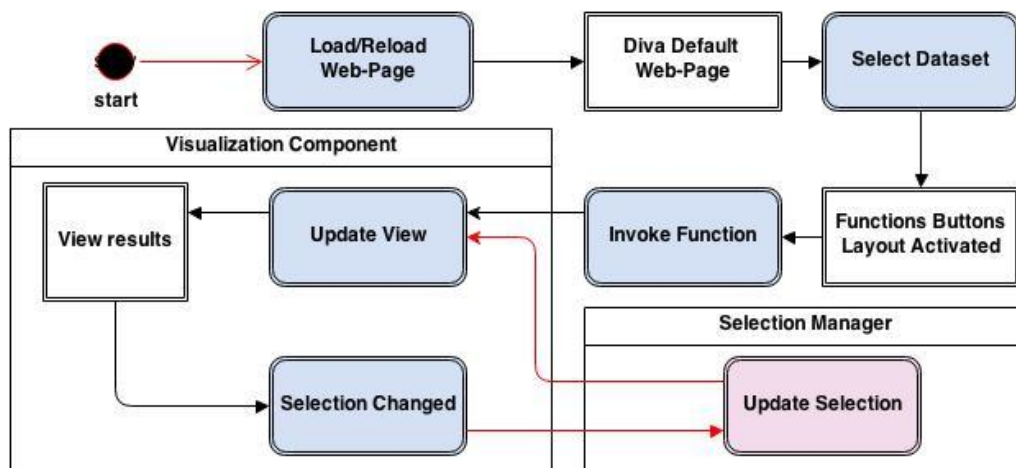 Load/Reload
Web-Page
Diva Default
Web-Page
Select Dataset
start
Visualization Component
View results
Update View
Invoke Function
Functions Buttons
Layout Activated
Selection Manager
Selection Changed
Update Selection